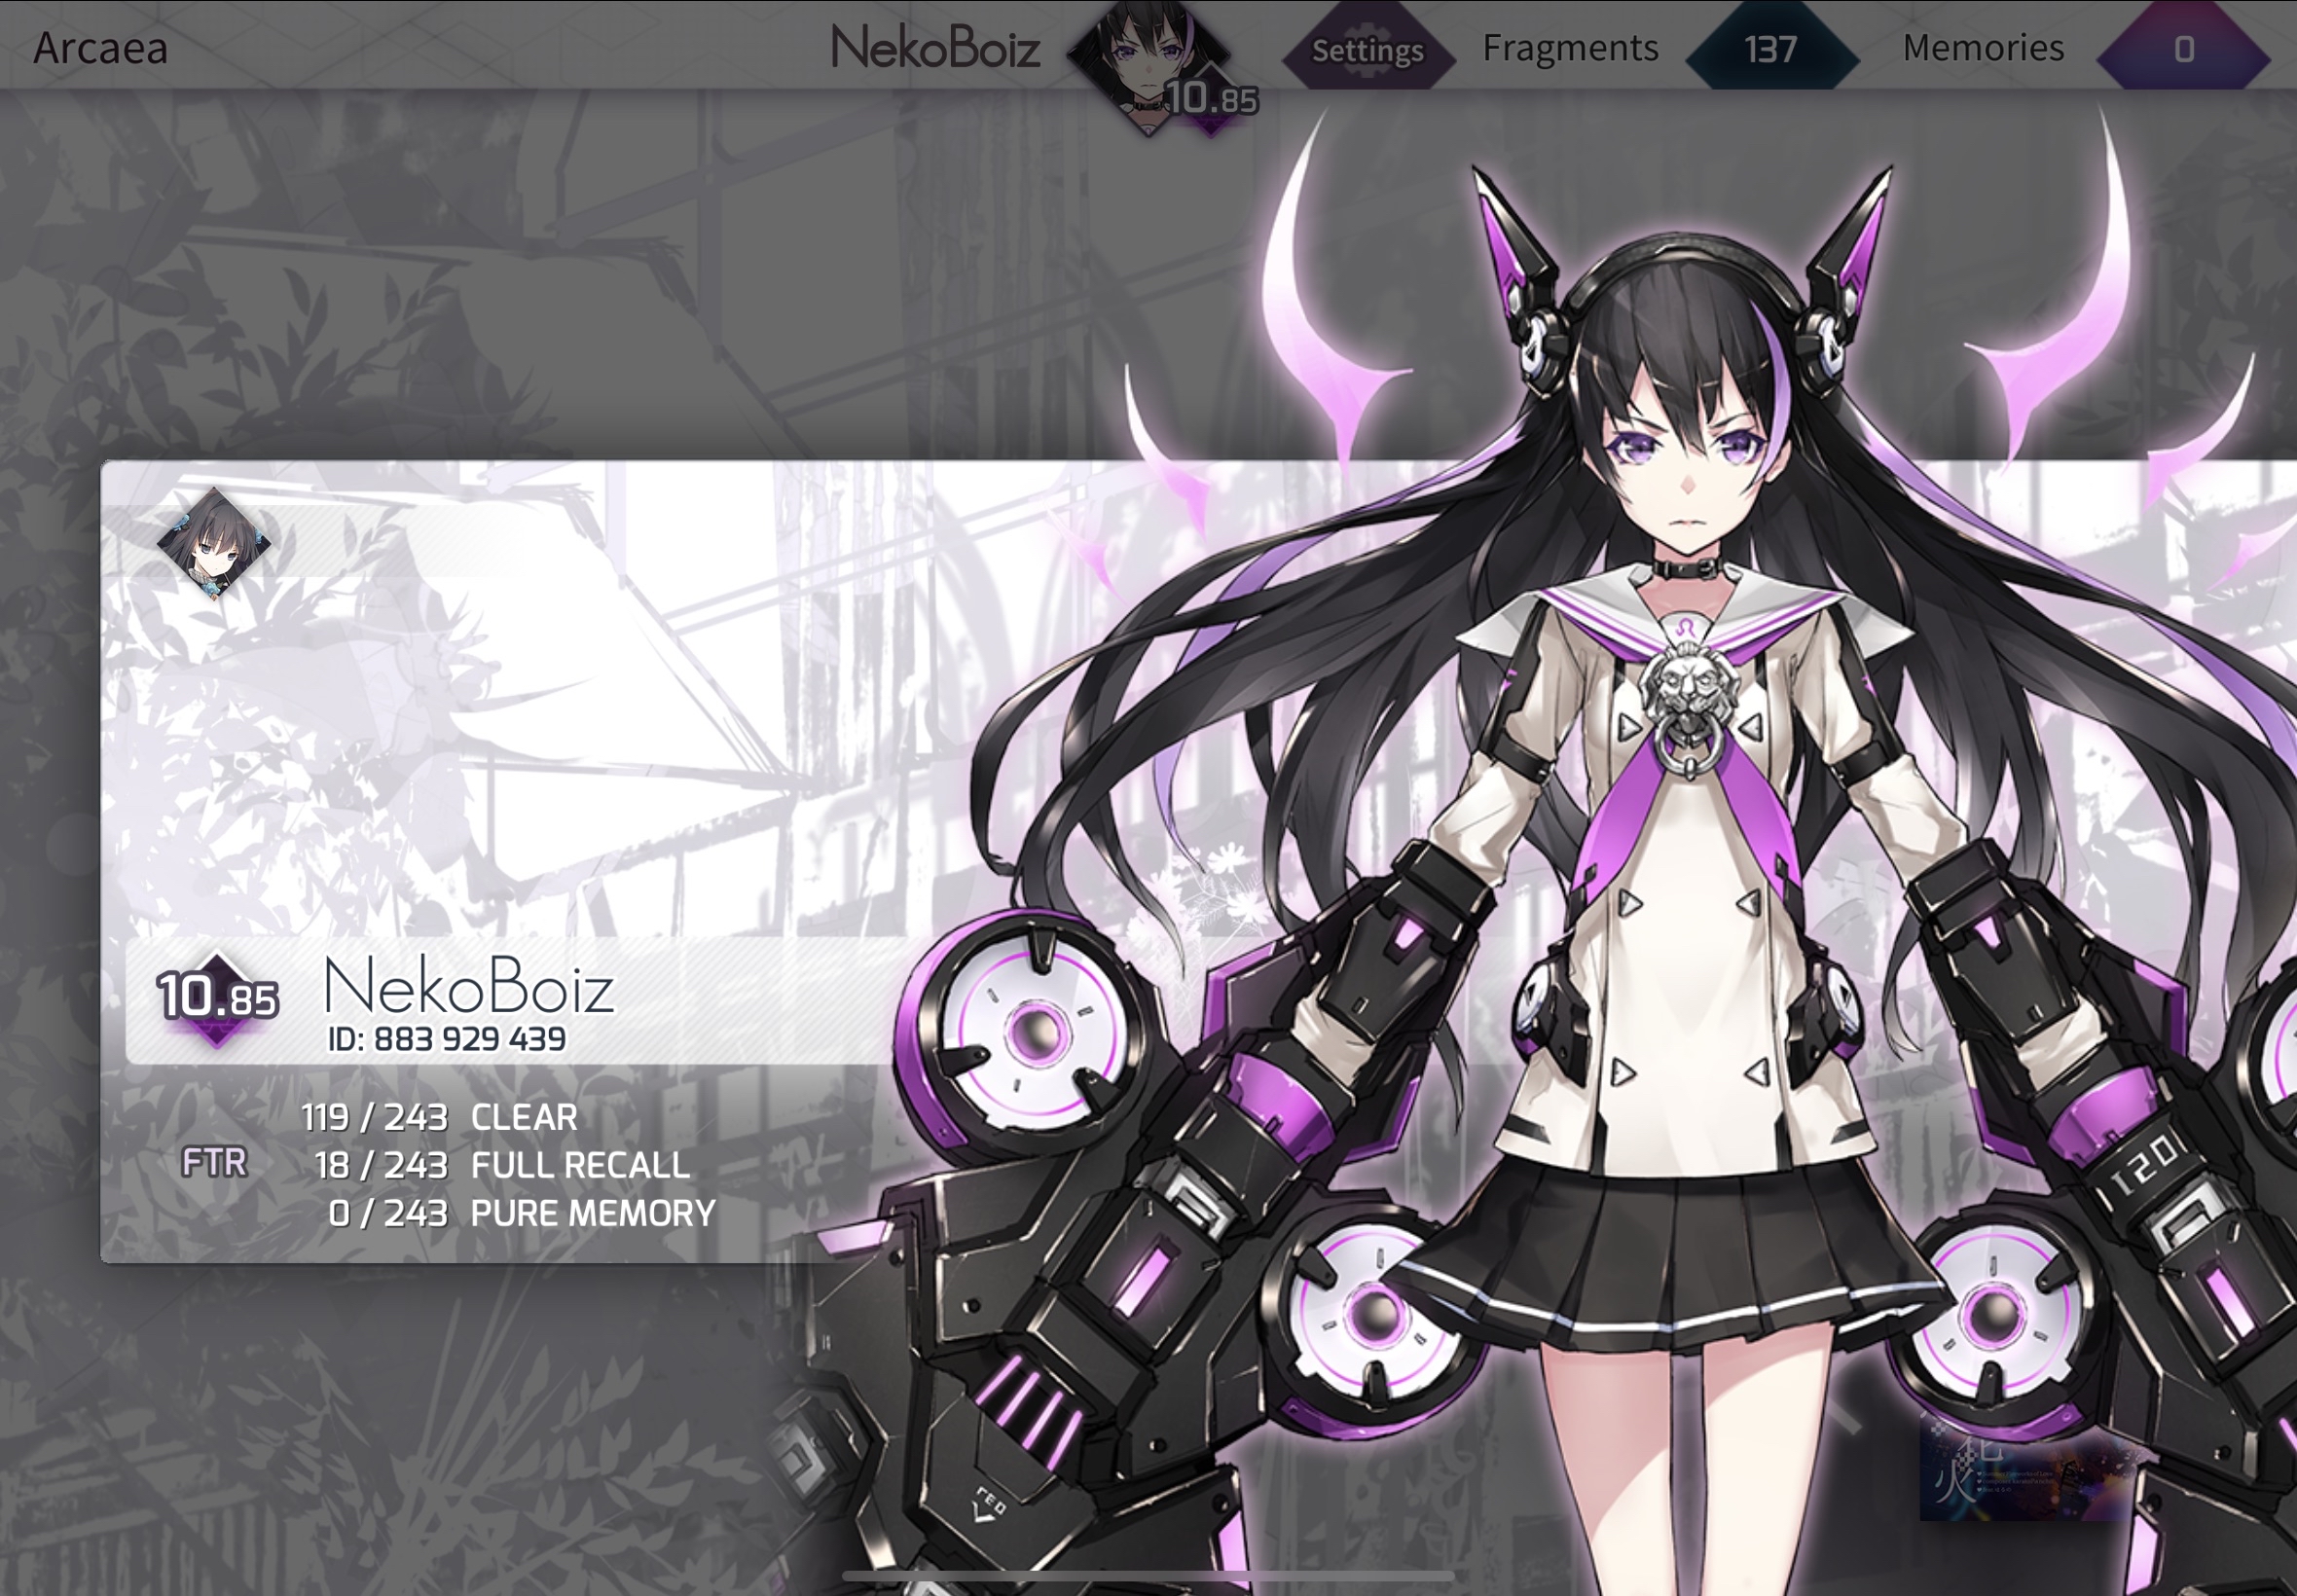 Arcaea
NekoBoiz
10.85
Settings
Fragments
137
Memories
0
10.85
NekoBoiz
ID: 883 929 439
FTR
119 / 243 CLEAR
18 / 243 FULL RECALL
0 / 243 PURE MEMORY
120
火